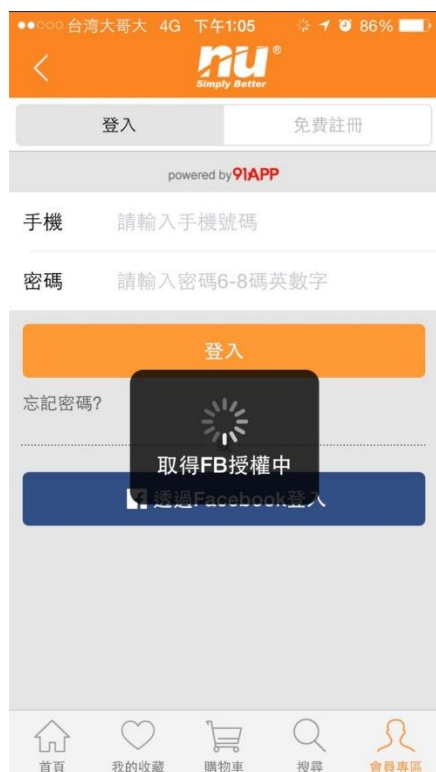 台湾大哥大 4G 下午1:05 86%
nu®
Simply Better
登入 免費註冊
powered by 91APP
手機 請輸入手機號碼
密碼 請輸入密碼6-8碼英數字
登入
忘記密碼?
取得FB授權中
透過Facebook登入
首頁 我的收藏 購物車 搜尋 會員專區